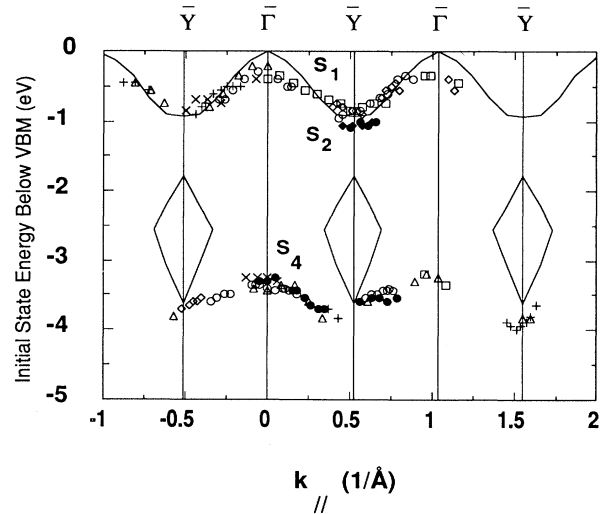 Y̅ Γ̅ Y̅ Γ̅ Y̅
Initial State Energy Below VBM (eV)
0
-1
-2
-3
-4
-5
S1
S2
S4
-1 -0.5 0 0.5 1 1.5 2
k// (1/Å)